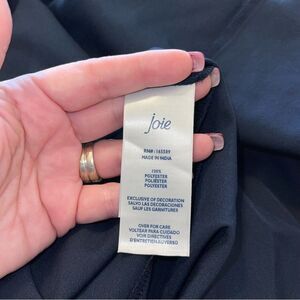 joie
RN#: 165589
MADE IN INDIA
100%
POLYESTER
POLIÉSTER
POLYESTER
EXCLUSIVE OF DECORATION
SALVO LAS DECORACIONES
SAUF LES GARNITURES
OVER FOR CARE
VOLTEAR PARA CUIDADO
VOIR DIRECTIVES
D'ENTRETIEN AU VERSO